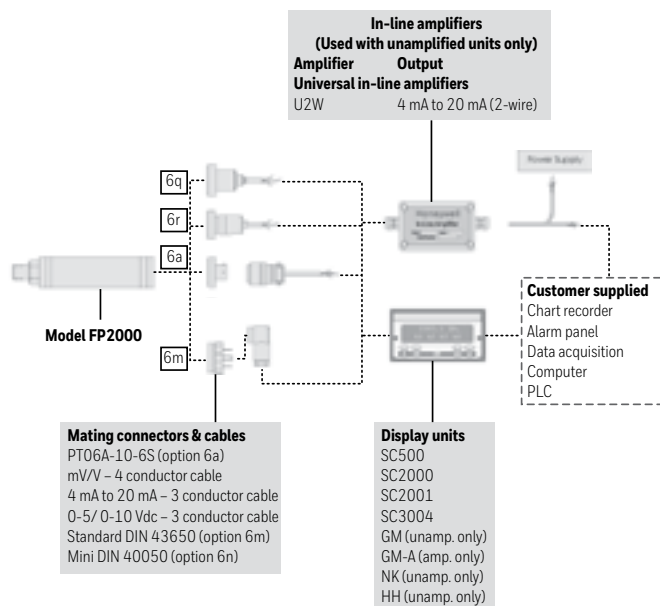 In-line amplifiers
(Used with unamplified units only)
Amplifier Output
Universal in-line amplifiers
U2W 4 mA to 20 mA (2-wire)
Power Supply
6q
6r
6a
6m
Honeywell
Model FP2000
Customer supplied
Chart recorder
Alarm panel
Data acquisition
Computer
PLC
Mating connectors & cables
PT06A-10-6S (option 6a)
mV/V – 4 conductor cable
4 mA to 20 mA – 3 conductor cable
0-5/ 0-10 Vdc – 3 conductor cable
Standard DIN 43650 (option 6m)
Mini DIN 40050 (option 6n)
Display units
SC500
SC2000
SC2001
SC3004
GM (unamp. only)
GM-A (amp. only)
NK (unamp. only)
HH (unamp. only)